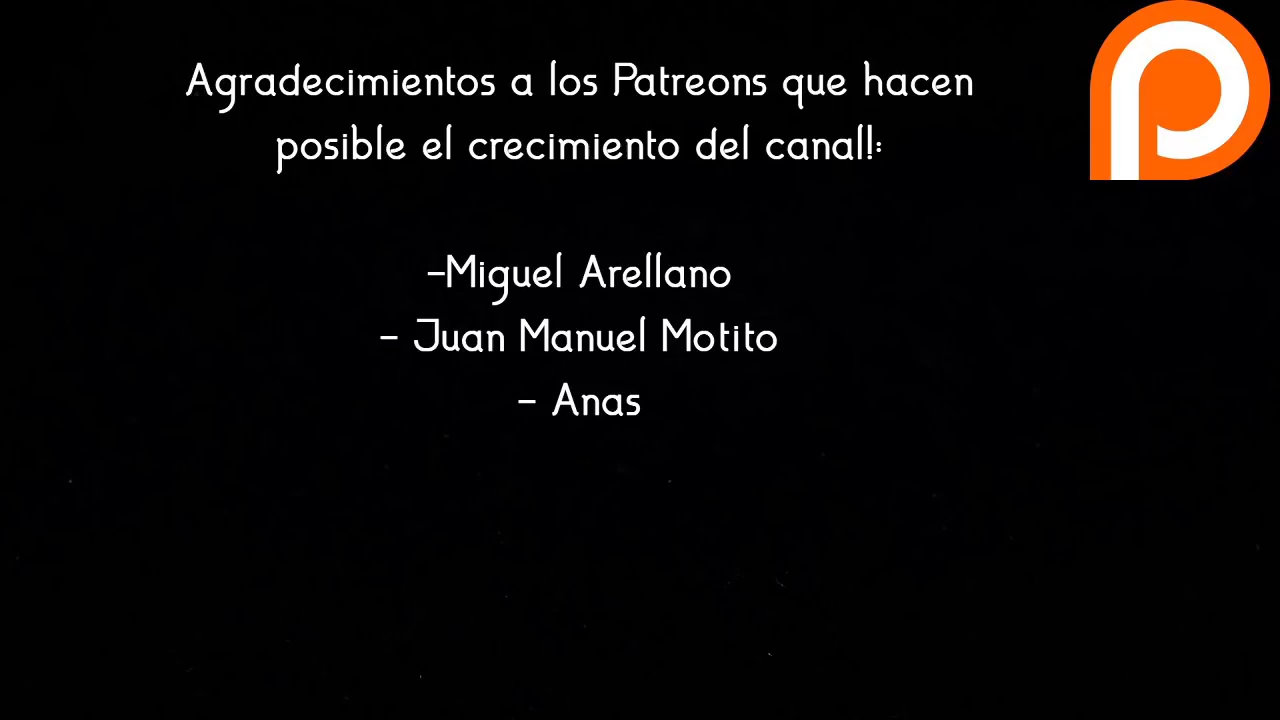 Agradecimientos a los Patreons que hacen
posible el crecimiento del canal!:
-Miguel Arellano
- Juan Manuel Motito
- Anas